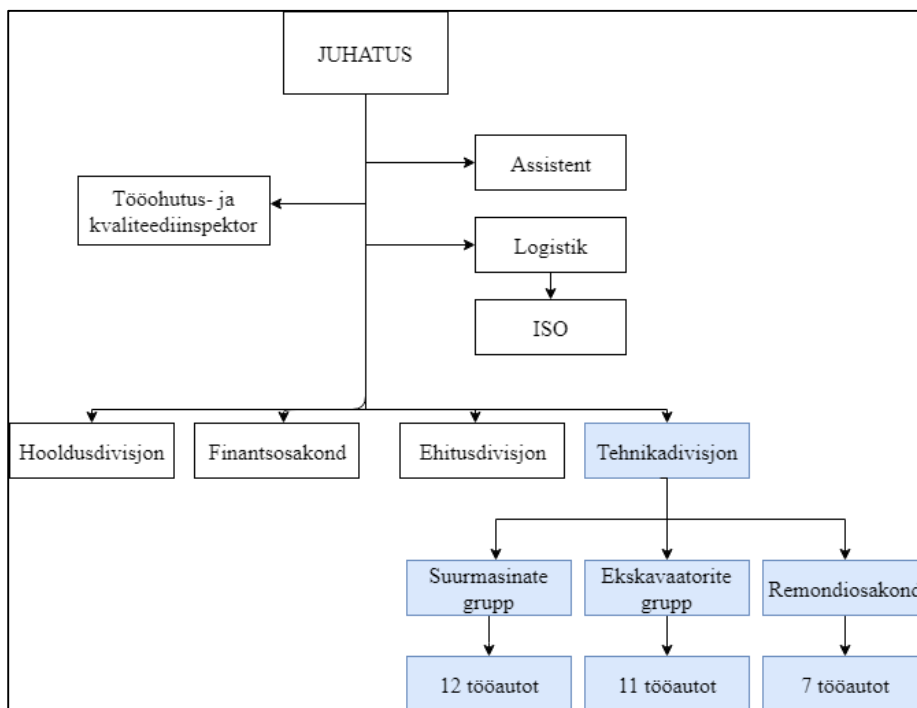 JUHATUS
Assistent
Tööohutus- ja
kvaliteediinspektor
Logistik
ISO
Hooldusdivisjon
Finantsosakond
Ehitusdivisjon
Tehnikadivisjon
Suurmasinate
grupp
Ekskavaatorite
grupp
Remondiosakond
12 tööautot
11 tööautot
7 tööautot